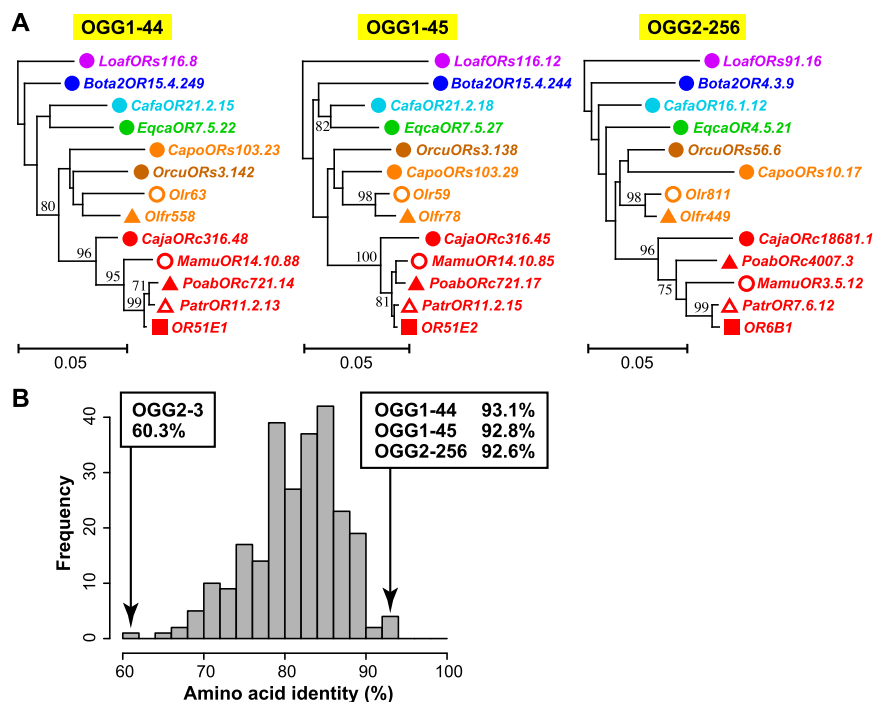 A
OGG1-44
LoafORs116.8
Bota2OR15.4.249
CafaOR21.2.15
EqcaOR7.5.22
CapoORs103.23
OrcuORs3.142
Olr63
Olfr558
CajaORc316.48
MamuOR14.10.88
PoabORc721.14
PatrOR11.2.13
OR51E1
80
96
95
71
99
0.05
OGG1-45
LoafORs116.12
Bota2OR15.4.244
CafaOR21.2.18
EqcaOR7.5.27
OrcuORs3.138
CapoORs103.29
Olr59
Olfr78
CajaORc316.45
MamuOR14.10.85
PoabORc721.17
PatrOR11.2.15
OR51E2
82
98
100
81
0.05
OGG2-256
LoafORs91.16
Bota2OR4.3.9
CafaOR16.1.12
EqcaOR4.5.21
OrcuORs56.6
CapoORs10.17
Olr811
Olfr449
CajaORc18681.1
PoabORc4007.3
MamuOR3.5.12
PatrOR7.6.12
OR6B1
98
96
75
99
0.05
B
OGG2-3
60.3%
OGG1-44 93.1%
OGG1-45 92.8%
OGG2-256 92.6%
Frequency
40
30
20
10
0
60 70 80 90 100
Amino acid identity (%)